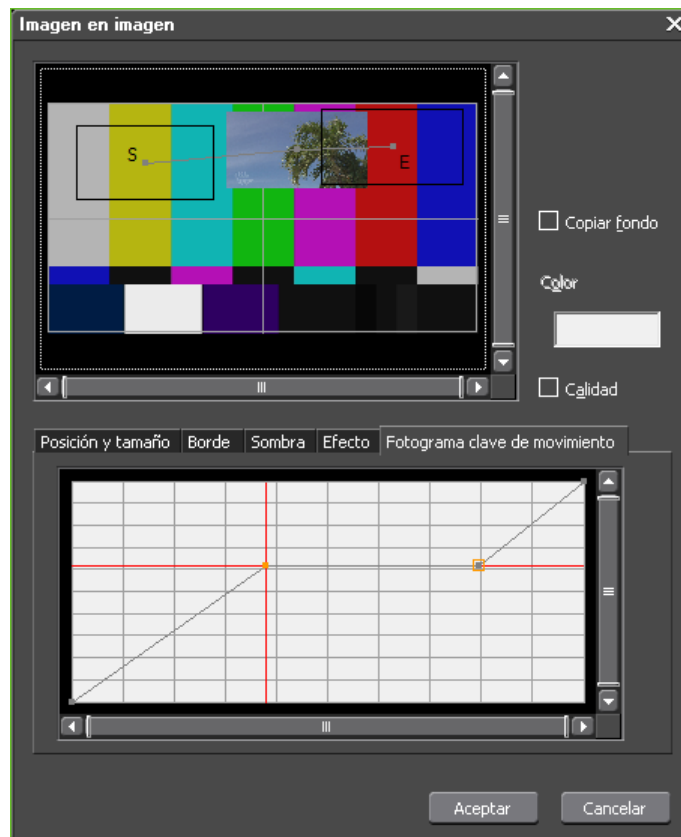 Imagen en imagen
S
E
Copiar fondo
Color
Calidad
Posición y tamaño Borde Sombra Efecto Fotograma clave de movimiento
Aceptar Cancelar